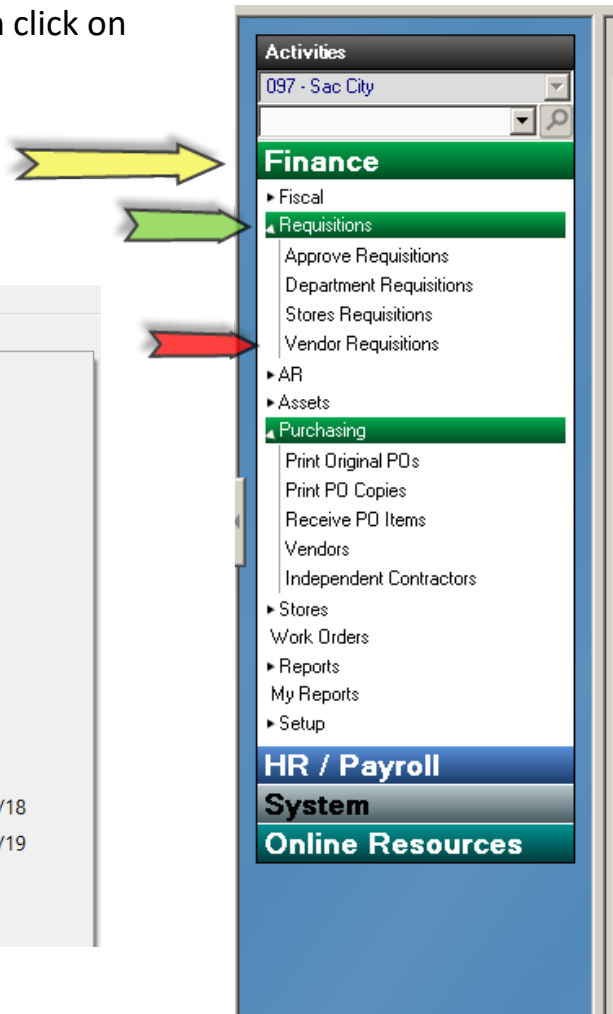 click on
Activities
097 - Sac City
Finance
Fiscal
Requisitions
Approve Requisitions
Department Requisitions
Stores Requisitions
Vendor Requisitions
AR
Assets
Purchasing
Print Original POs
Print PO Copies
Receive PO Items
Vendors
Independent Contractors
Stores
Work Orders
Reports
My Reports
Setup
HR / Payroll
System
Online Resources
/18
/19